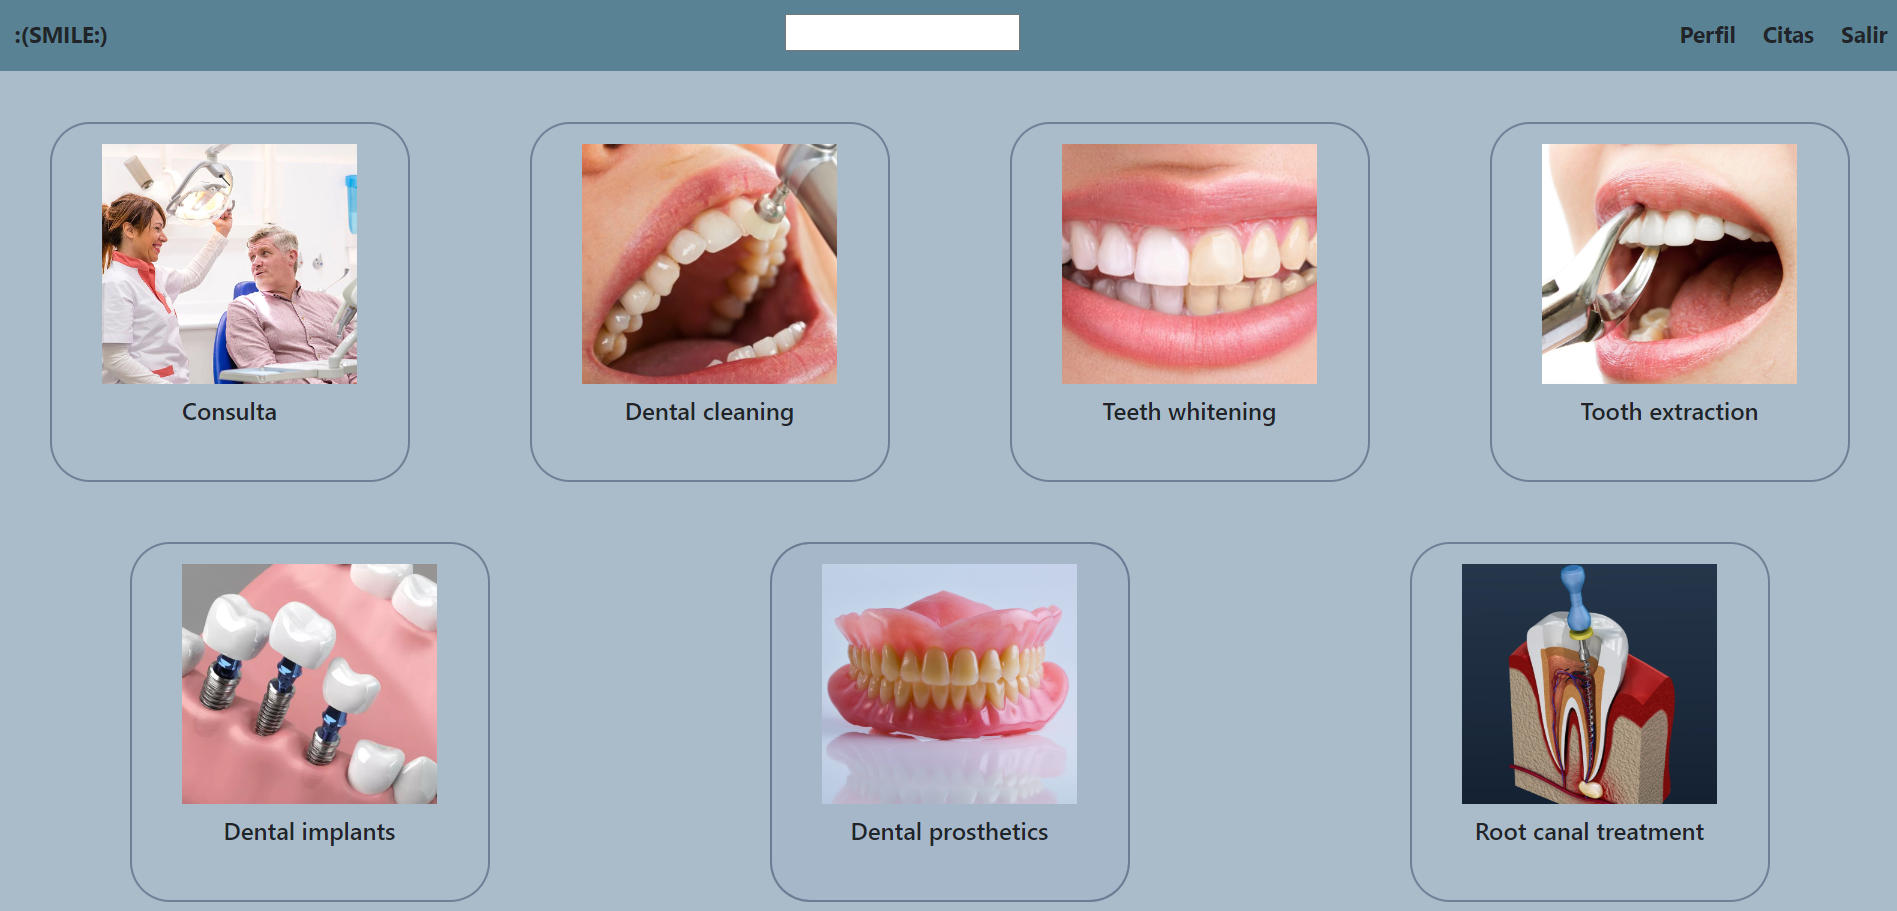 :(SMILE:)
Perfil Citas Salir
Consulta
Dental cleaning
Teeth whitening
Tooth extraction
Dental implants
Dental prosthetics
Root canal treatment